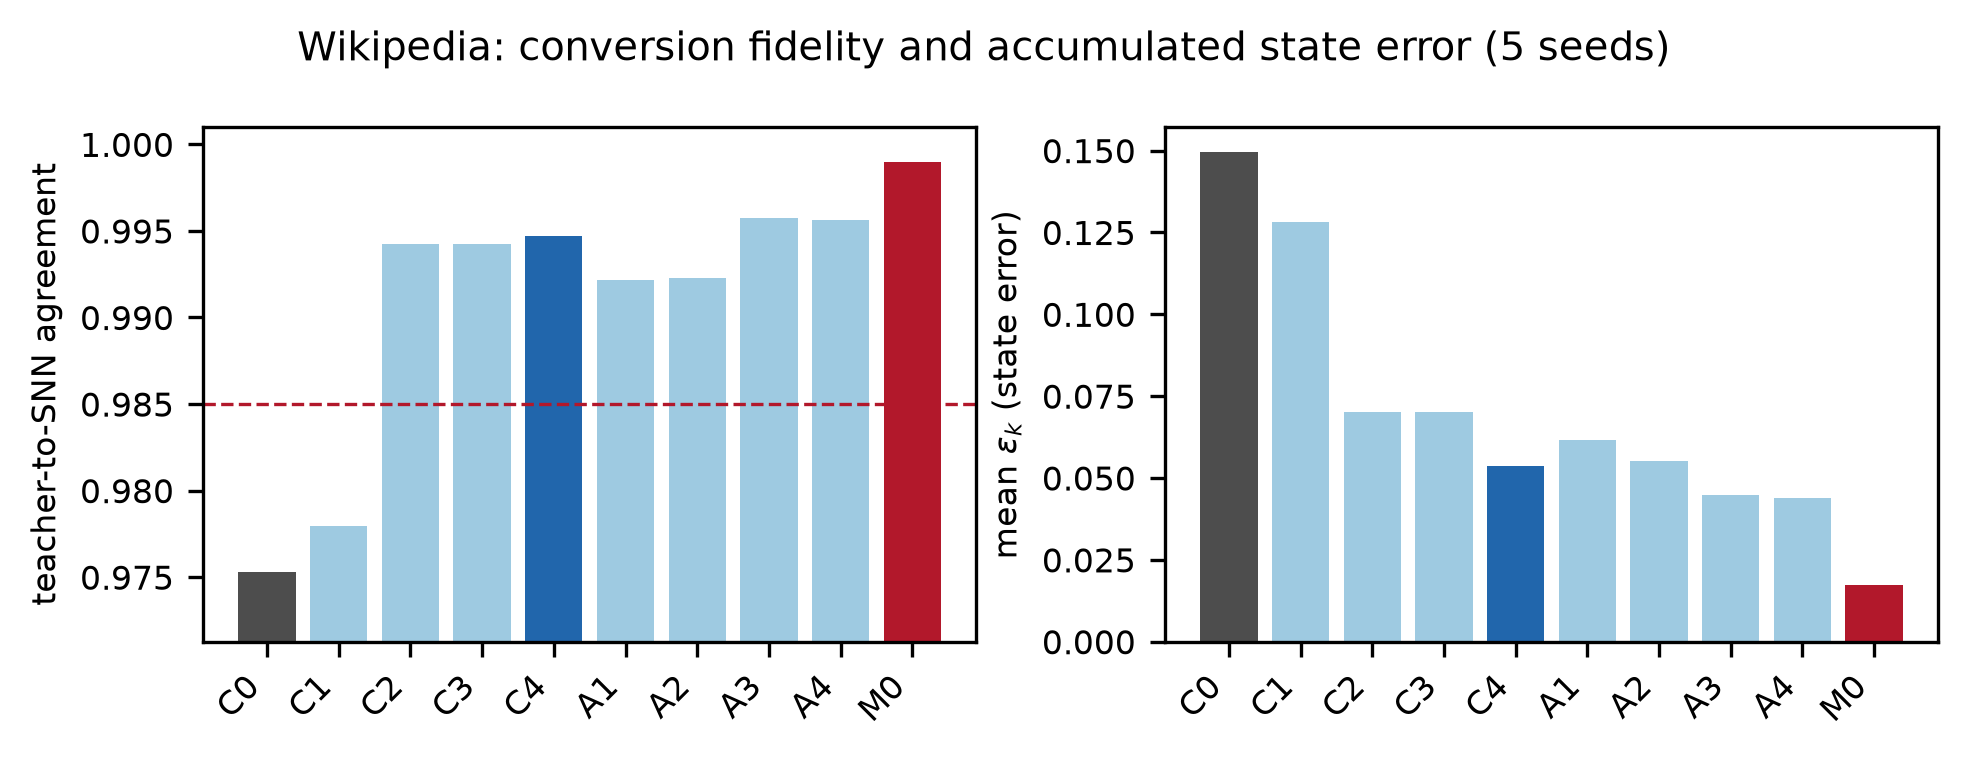 Wikipedia: conversion fidelity and accumulated state error (5 seeds)
teacher-to-SNN agreement
1.000
0.995
0.990
0.985
0.980
0.975
C0
C1
C2
C3
C4
A1
A2
A3
A4
M0
mean εₖ (state error)
0.150
0.125
0.100
0.075
0.050
0.025
0.000
C0
C1
C2
C3
C4
A1
A2
A3
A4
M0